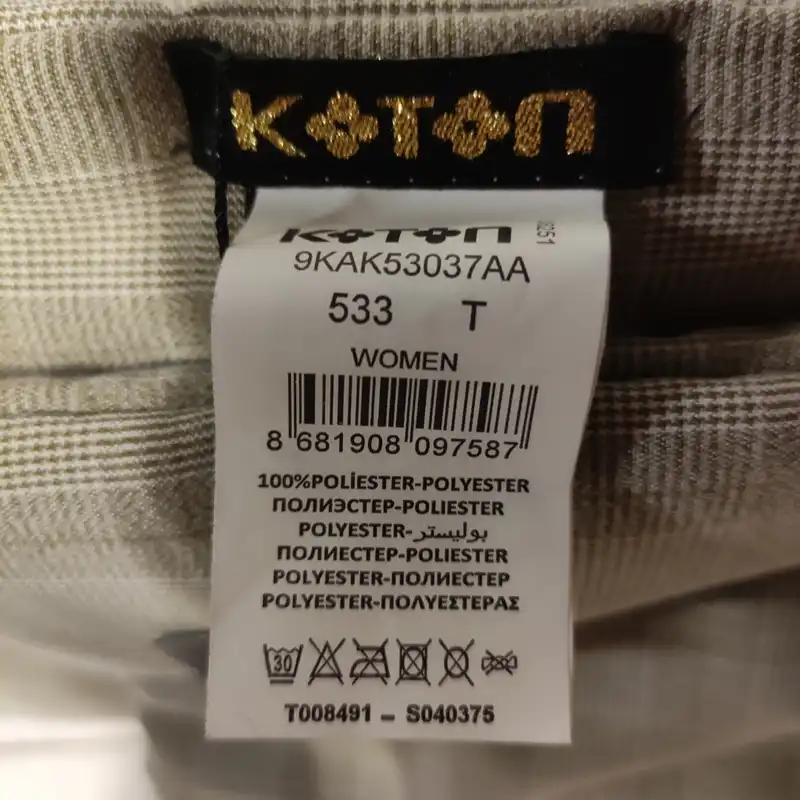 KOTON
KOTON
9KAK53037AA
533 T
WOMEN
8 681908 097587
100%POLİESTER-POLYESTER
ПОЛИЭСТЕР-POLIESTER
POLYESTER-بوليستر
ПОЛИЕСТЕР-POLIESTER
POLYESTER-ПОЛИЕСТЕР
POLYESTER-ΠΟΛΥΕΣΤΕΡΑΣ
30
T008491 - S040375